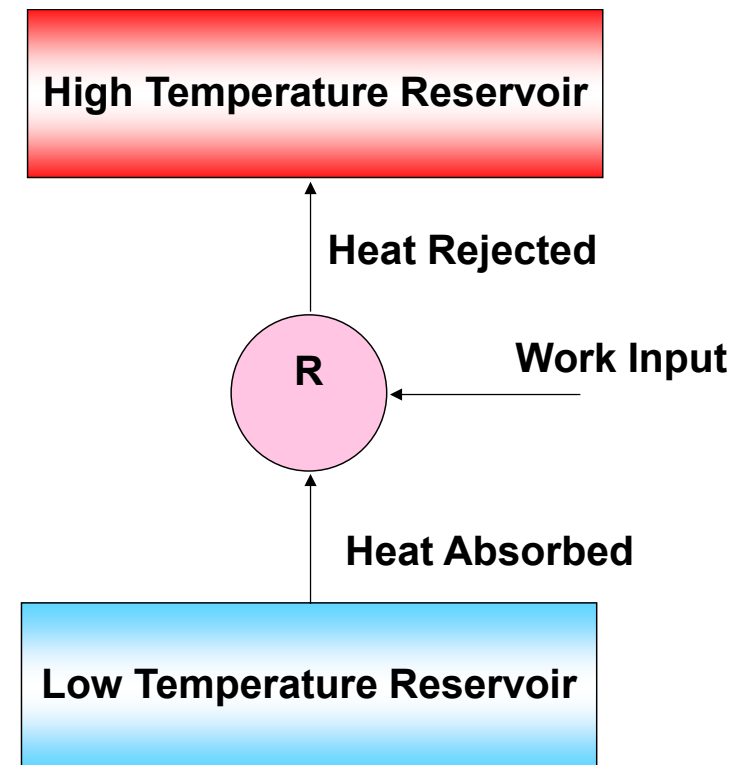 High Temperature Reservoir
Heat Rejected
R
Work Input
Heat Absorbed
Low Temperature Reservoir